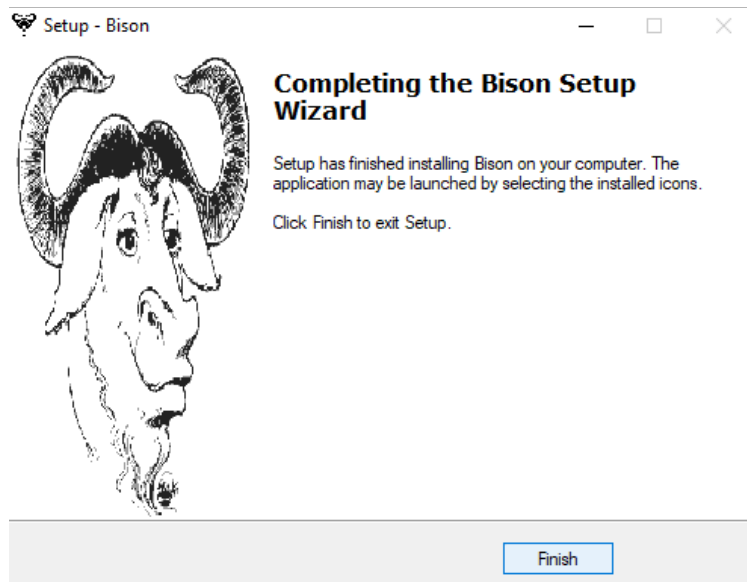 Setup - Bison
Completing the Bison Setup
Wizard
Setup has finished installing Bison on your computer. The
application may be launched by selecting the installed icons.
Click Finish to exit Setup.
Finish